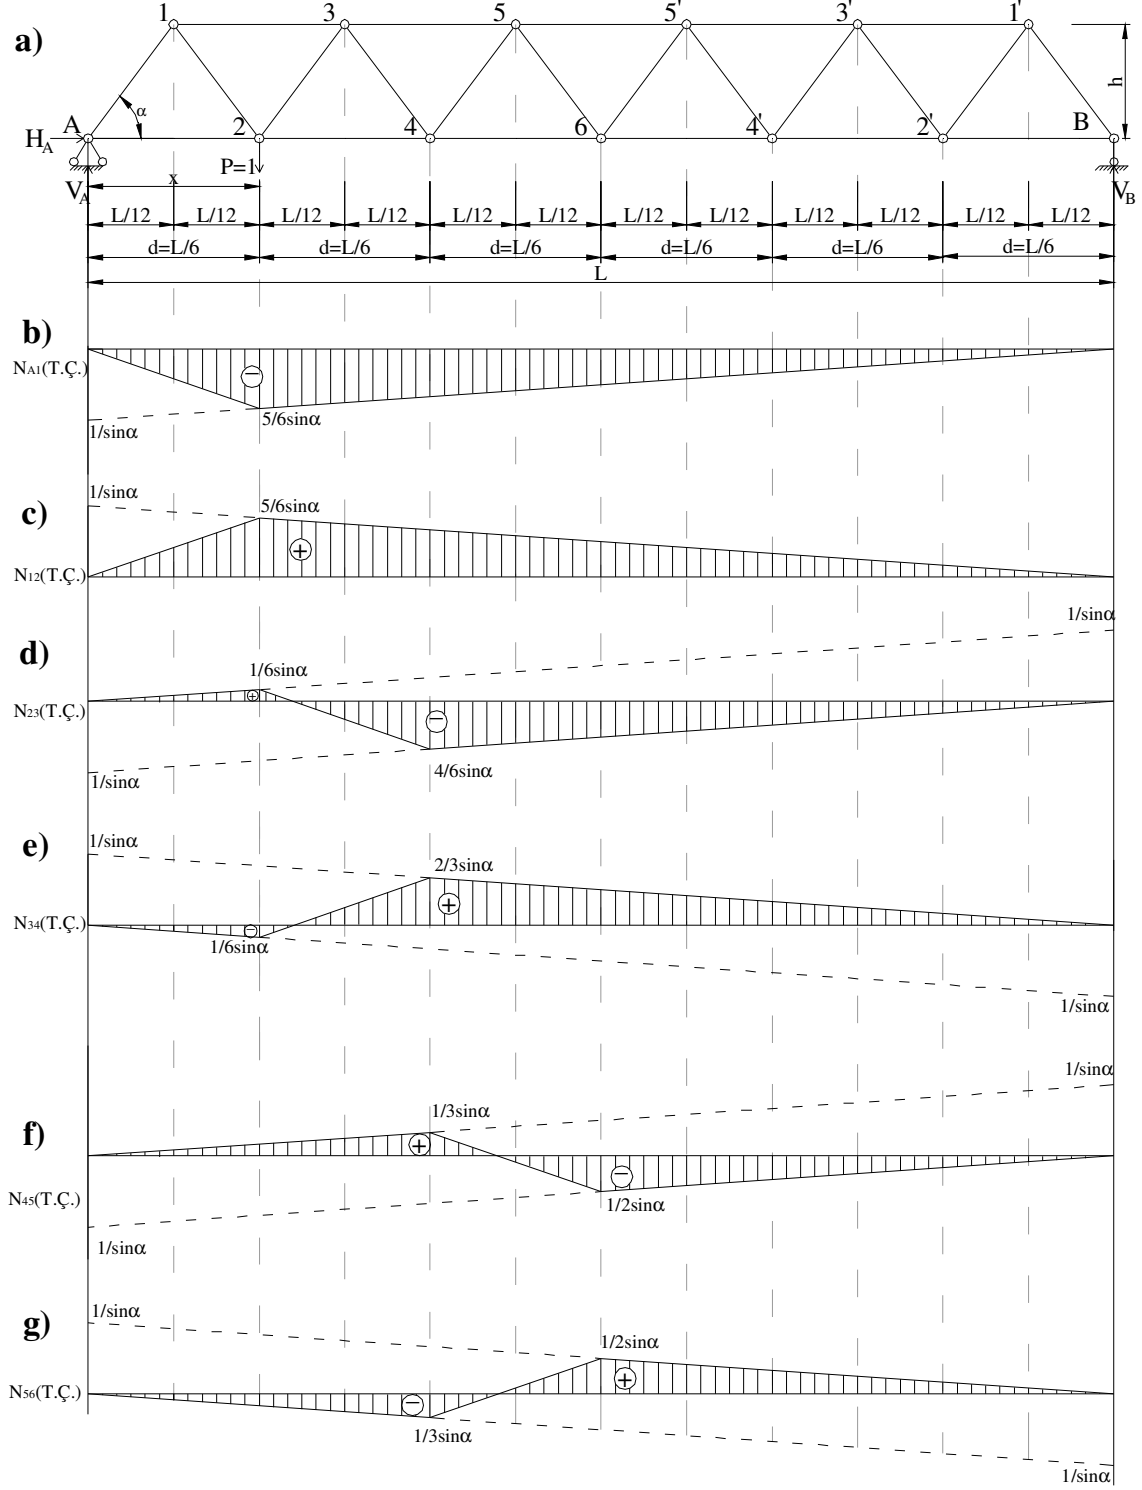 a)
1 3 5 5' 3' 1'
α
h
A 2 4 6 4' 2' B
H_A
P=1
x
V_A V_B
L/12 L/12 L/12 L/12 L/12 L/12 L/12 L/12 L/12 L/12 L/12 L/12
d=L/6 d=L/6 d=L/6 d=L/6 d=L/6 d=L/6
L
b)
N_A1(T.Ç.)
−
5/6sinα
1/sinα
c)
1/sinα
5/6sinα
+
N_12(T.Ç.)
d)
1/sinα
1/6sinα
+
N_23(T.Ç.)
−
4/6sinα
1/sinα
e)
1/sinα
2/3sinα
+
N_34(T.Ç.)
−
1/6sinα
1/sinα
f)
1/sinα
1/3sinα
+
−
N_45(T.Ç.)
1/2sinα
1/sinα
g)
1/sinα
1/2sinα
+
N_56(T.Ç.)
−
1/3sinα
1/sinα